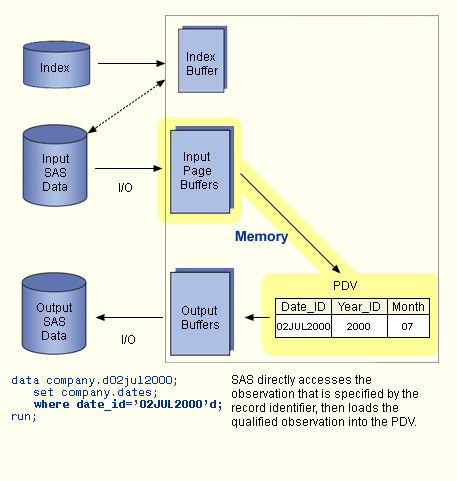 Index
Index
Buffer
Input
SAS
Data
I/O
Input
Page
Buffers
Memory
PDV
Date_ID Year_ID Month
02JUL2000 2000 07
Output
Buffers
I/O
Output
SAS
Data
data company.d02jul2000;
set company.dates;
where date_id='02JUL2000'd;
run;
SAS directly accesses the
observation that is specified by the
record identifier, then loads the
qualified observation into the PDV.